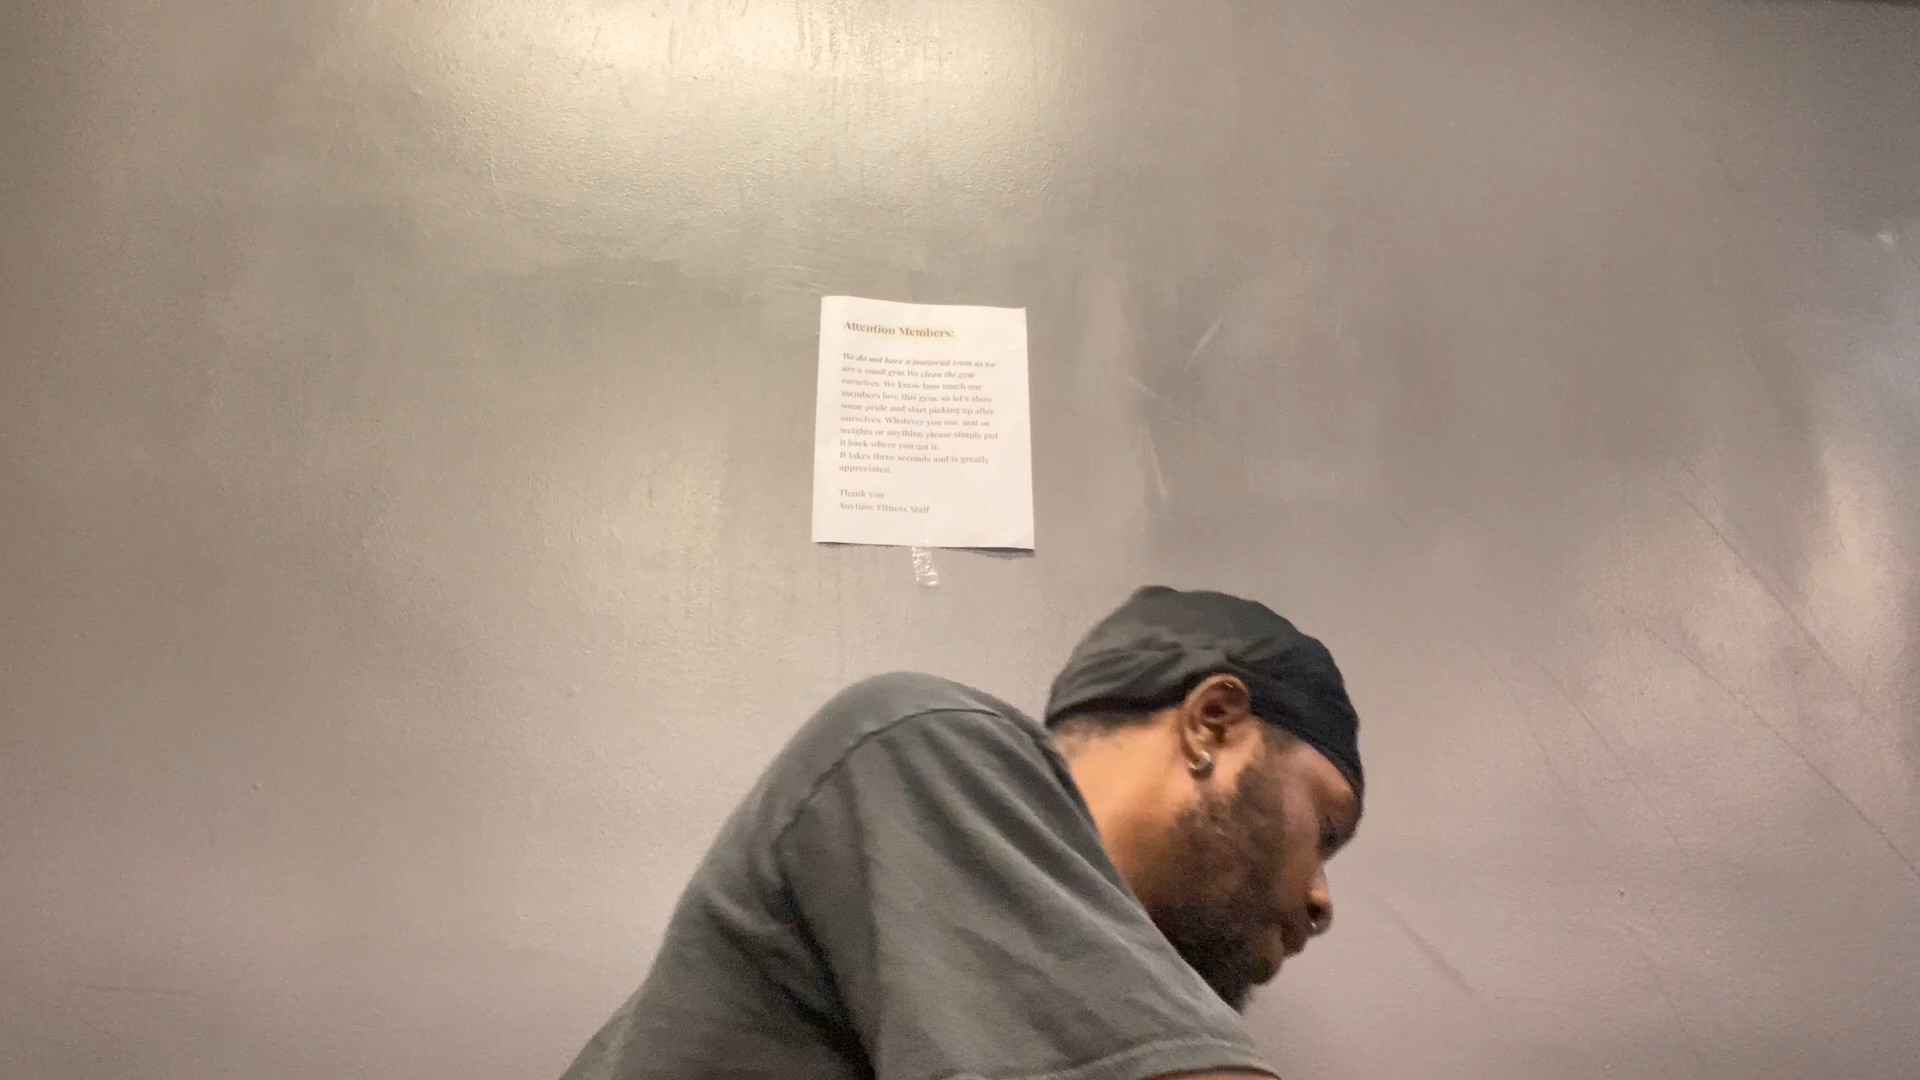 Attention Members:
We do not have a janitorial team as we
are a small gym. We clean the gym
ourselves. We know how much our
members love this gym, so let's show
some pride and start picking up after
ourselves. Whatever you use, mat or
weights or anything please simply put
it back where you got it.
It takes three seconds and is greatly
appreciated.
Thank you
Anytime Fitness Staff